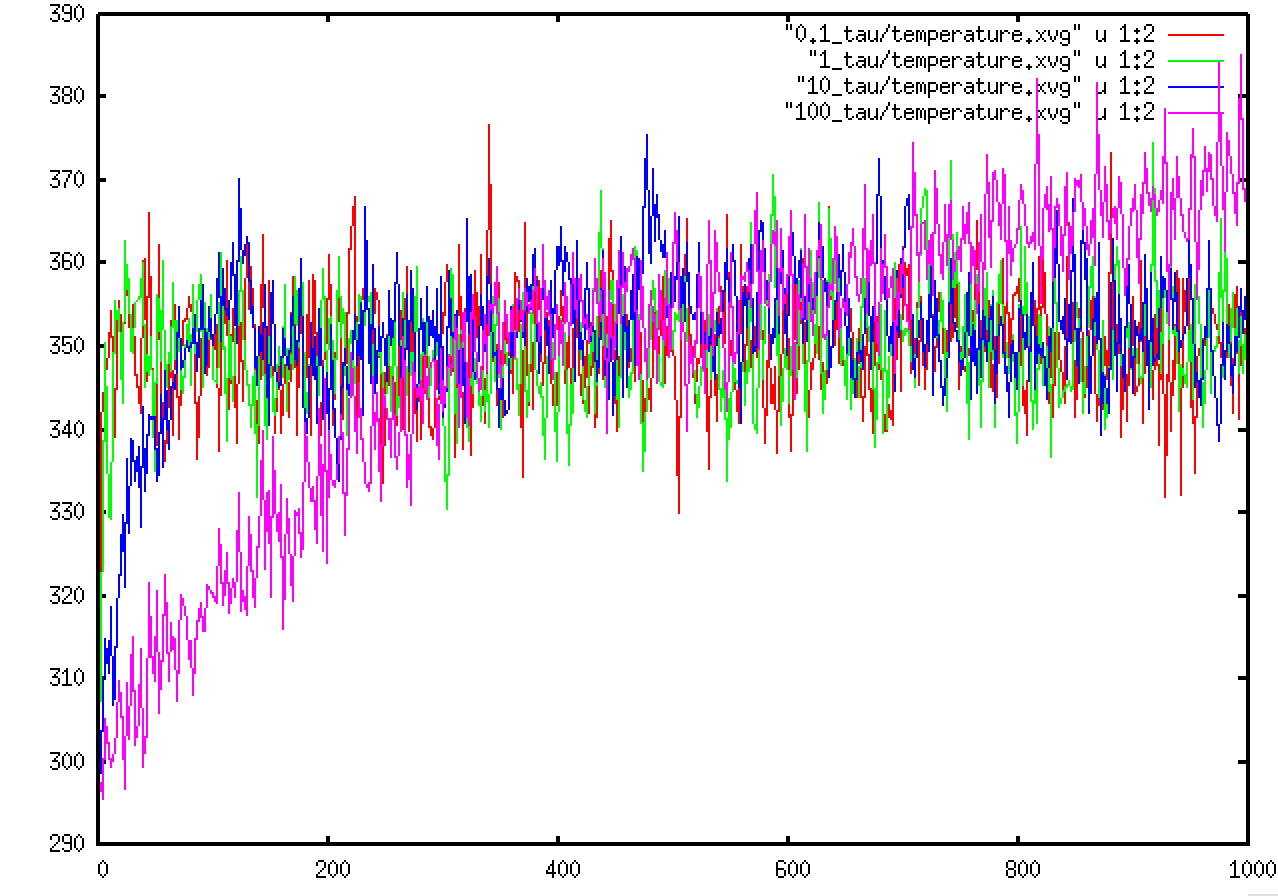 390
"0.1_tau/temperature.xvg" u 1:2
"1_tau/temperature.xvg" u 1:2
"10_tau/temperature.xvg" u 1:2
"100_tau/temperature.xvg" u 1:2
380
370
360
350
340
330
320
310
300
290
0 200 400 600 800 1000